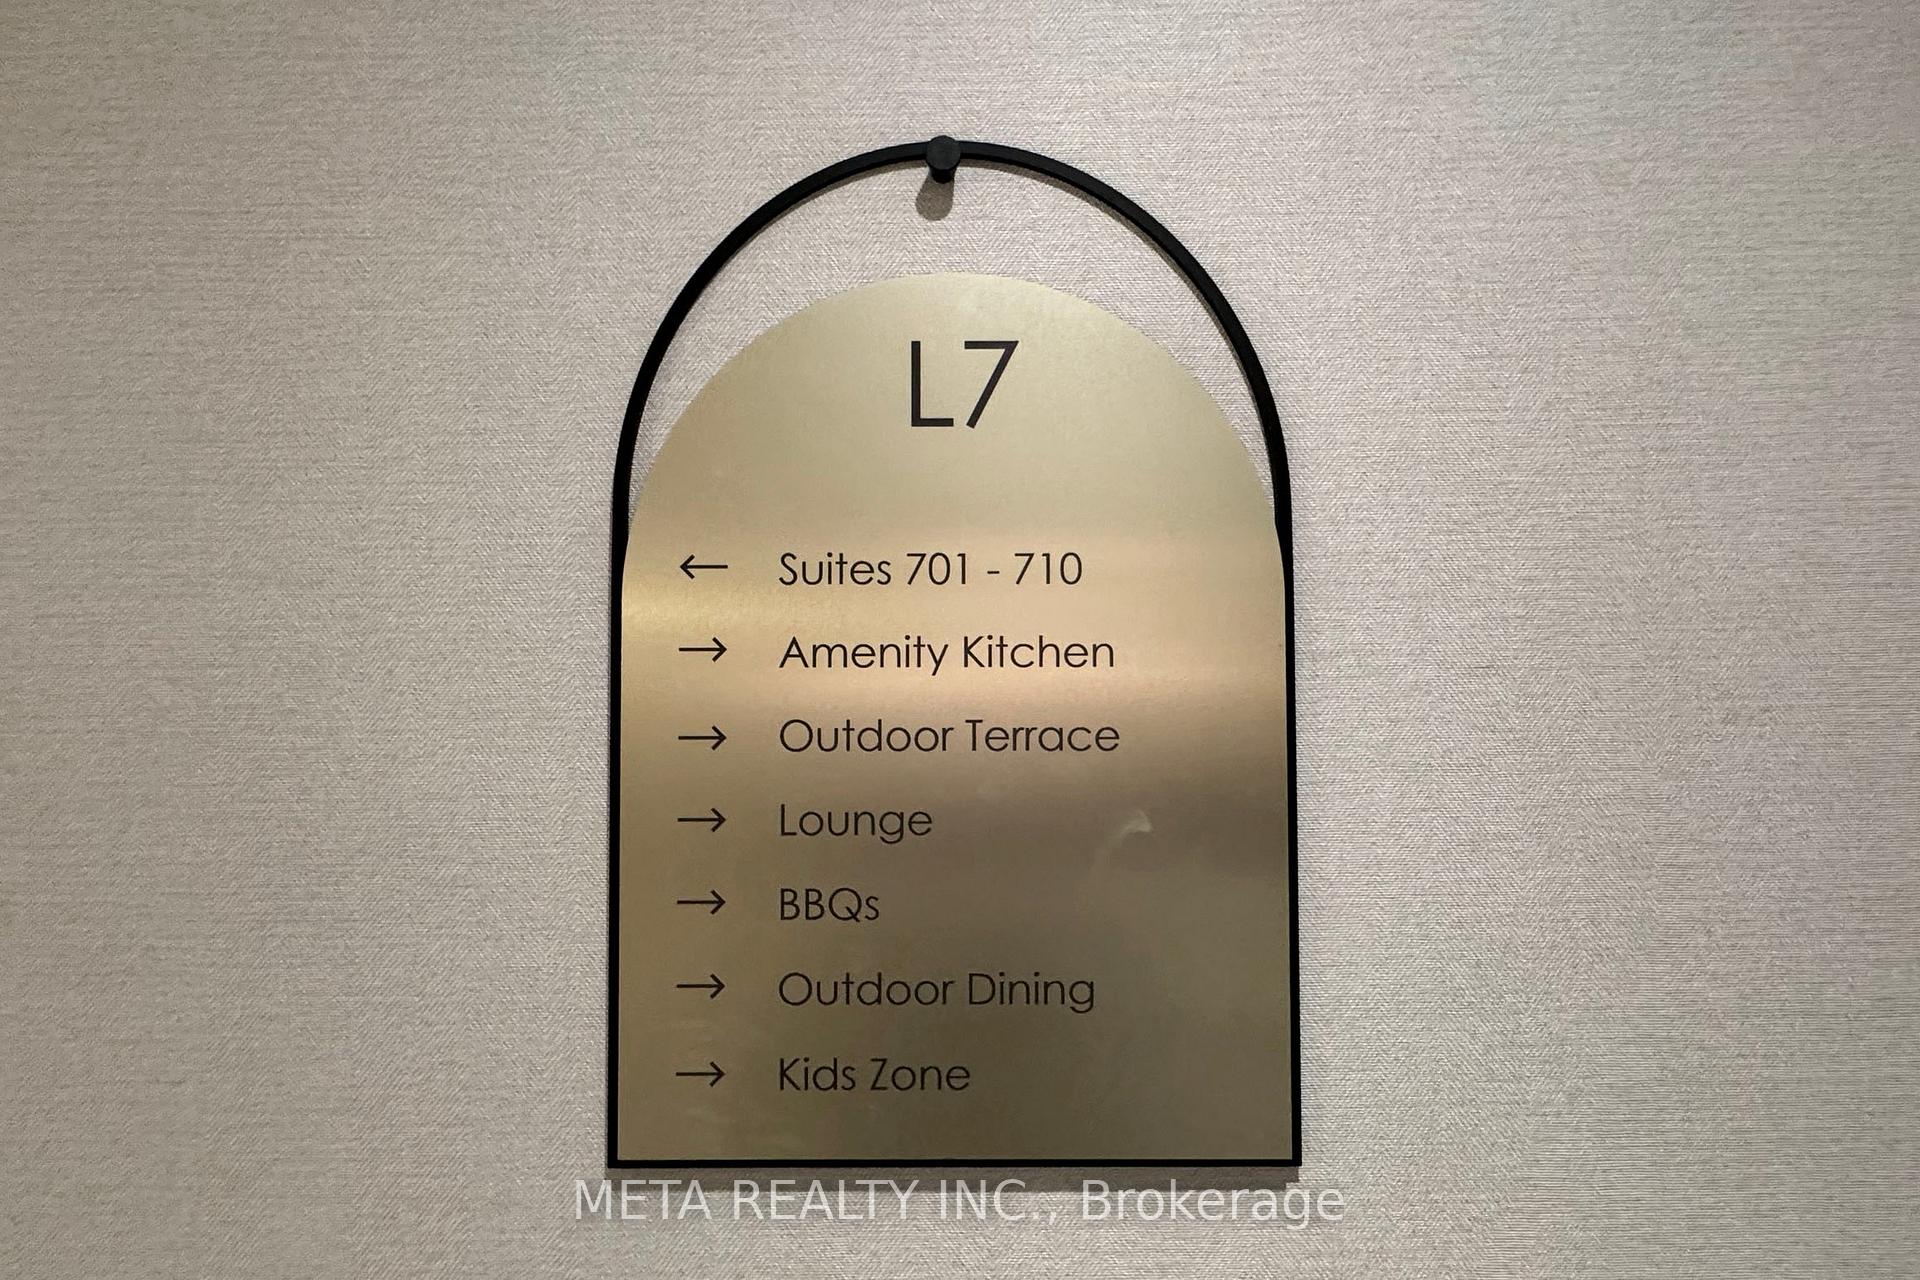 L7
← Suites 701 - 710
→ Amenity Kitchen
→ Outdoor Terrace
→ Lounge
→ BBQs
→ Outdoor Dining
→ Kids Zone
META REALTY INC., Brokerage